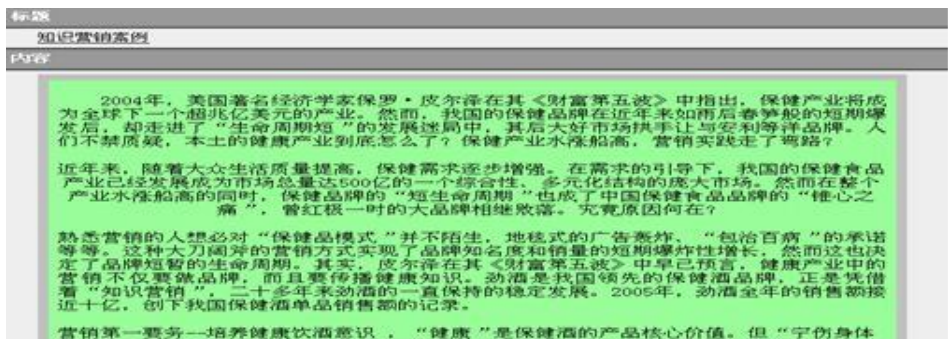 标题
知识营销案例
内容
2004年，美国著名经济学家保罗·皮尔泽在其《财富第五波》中指出，保健产业将成
为全球下一个超兆亿美元的产业。然而，我国的保健品牌在近年来如雨后春笋般的短期爆
发后，却走进了“生命周期短”的发展迷局中，其后大好市场拱手让与安利等洋品牌。人
们不禁质疑，本土的健康产业到底怎么了？保健产业水涨船高，营销实践走了弯路？
近年来，随着大众生活质量提高，保健需求逐步增强。在需求的引导下，我国的保健食品
产业已经发展成为市场总量达500亿的一个综合性、多元化结构的庞大市场。然而在整个
产业水涨船高的同时，保健品牌的“短生命周期”也成了中国保健食品品牌的“锥心之
痛”，曾红极一时的大品牌相继败落。究竟原因何在？
熟悉营销的人想必对“保健品模式”并不陌生，地毯式的广告轰炸，“包治百病”的承诺
等等。这种大刀阔斧的营销方式实现了品牌知名度和销量的短期爆炸性增长，然而这也决
定了品牌短暂的生命周期。其实，皮尔泽在其《财富第五波》中早已预言，健康产业中的
营销不仅要做品牌，而且要传播健康知识。劲酒是我国领先的保健酒品牌，正是凭借
着“知识营销”，二十多年来劲酒的一直保持的稳定发展。2005年，劲酒全年的销售额接
近十亿，创下我国保健酒单品销售额的记录。
营销第一要务--培养健康饮酒意识 ，“健康”是保健酒的产品核心价值。但“宁伤身体